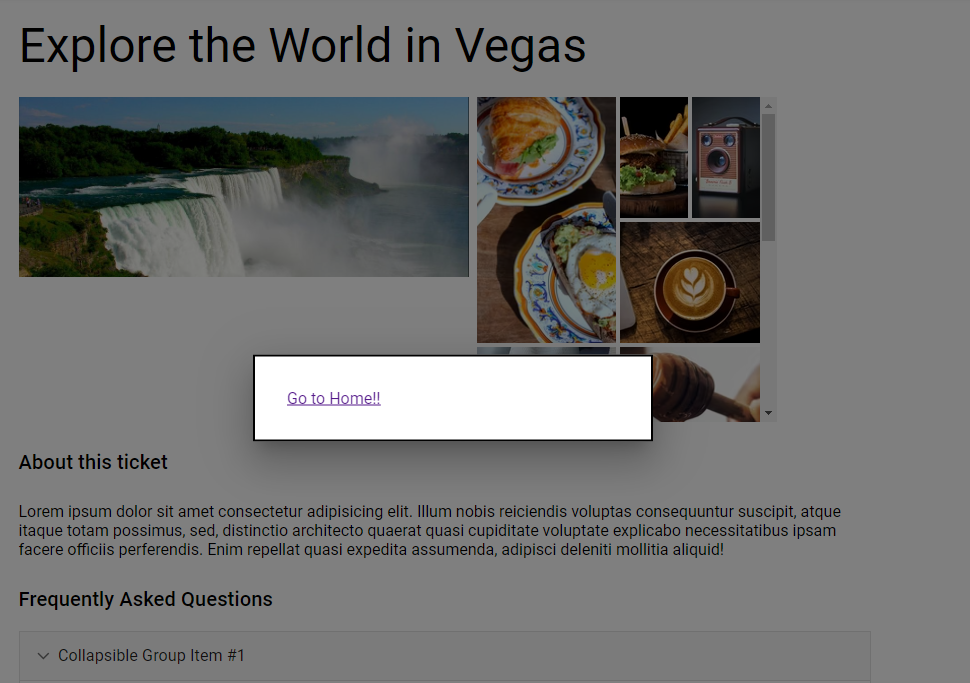 Explore the World in Vegas
Go to Home!!
About this ticket
Lorem ipsum dolor sit amet consectetur adipisicing elit. Illum nobis reiciendis voluptas consequuntur suscipit, atque
itaque totam possimus, sed, distinctio architecto quaerat quasi cupiditate voluptate explicabo necessitatibus ipsam
facere officiis perferendis. Enim repellat quasi expedita assumenda, adipisci deleniti mollitia aliquid!
Frequently Asked Questions
Collapsible Group Item #1